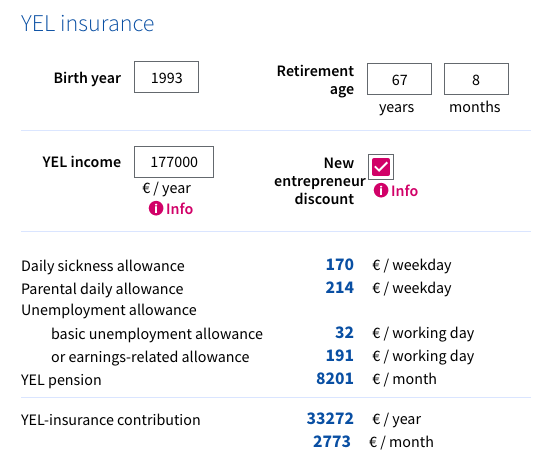 YEL insurance
Birth year 1993
Retirement age 67 8
years months
YEL income 177000
€ / year
Info
New entrepreneur discount
Info
Daily sickness allowance 170 € / weekday
Parental daily allowance 214 € / weekday
Unemployment allowance
basic unemployment allowance 32 € / working day
or earnings-related allowance 191 € / working day
YEL pension 8201 € / month
YEL-insurance contribution 33272 € / year
2773 € / month